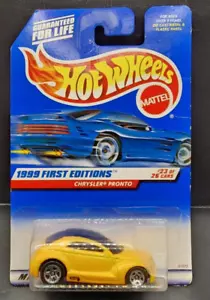 GUARANTEED
FOR LIFE
Hot Wheels
MATTEL
1999 FIRST EDITIONS
#23 OF
26 CARS
CHRYSLER® PRONTO